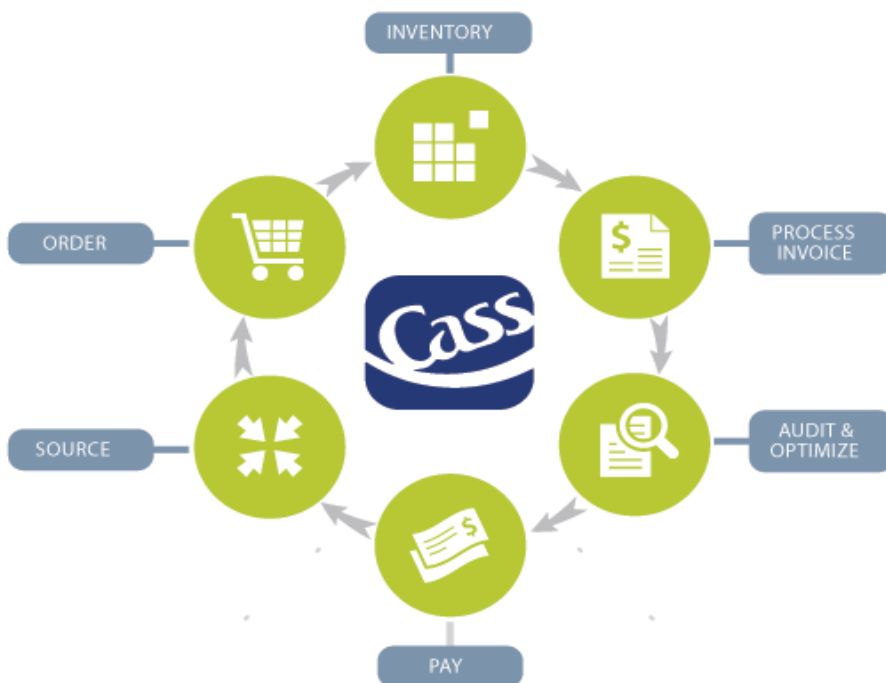 INVENTORY
ORDER
PROCESS
INVOICE
$
Cass
SOURCE
AUDIT &
OPTIMIZE
$
PAY